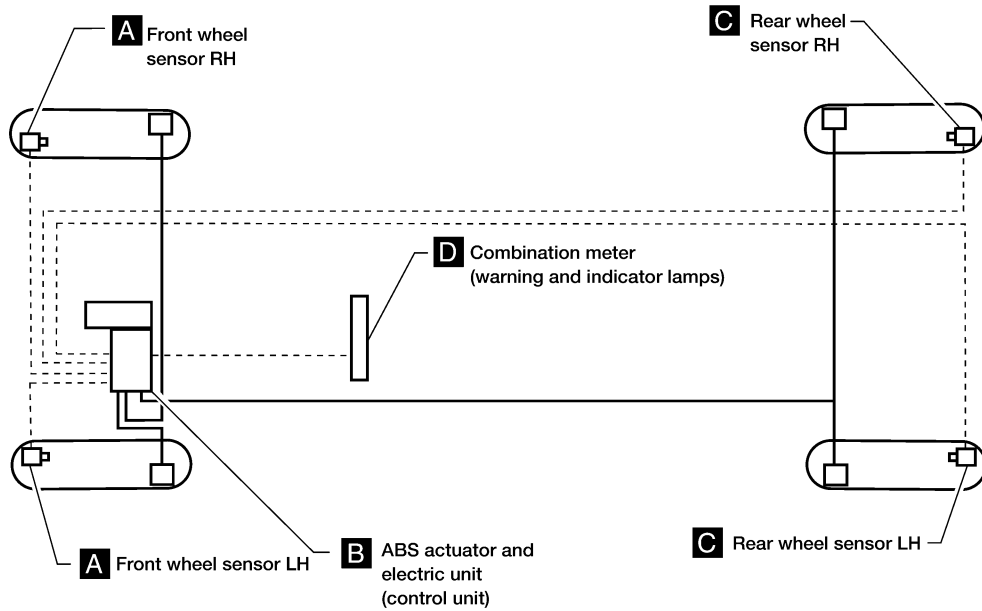 A Front wheel
sensor RH
C Rear wheel
sensor RH
D Combination meter
(warning and indicator lamps)
A Front wheel sensor LH
B ABS actuator and
electric unit
(control unit)
C Rear wheel sensor LH